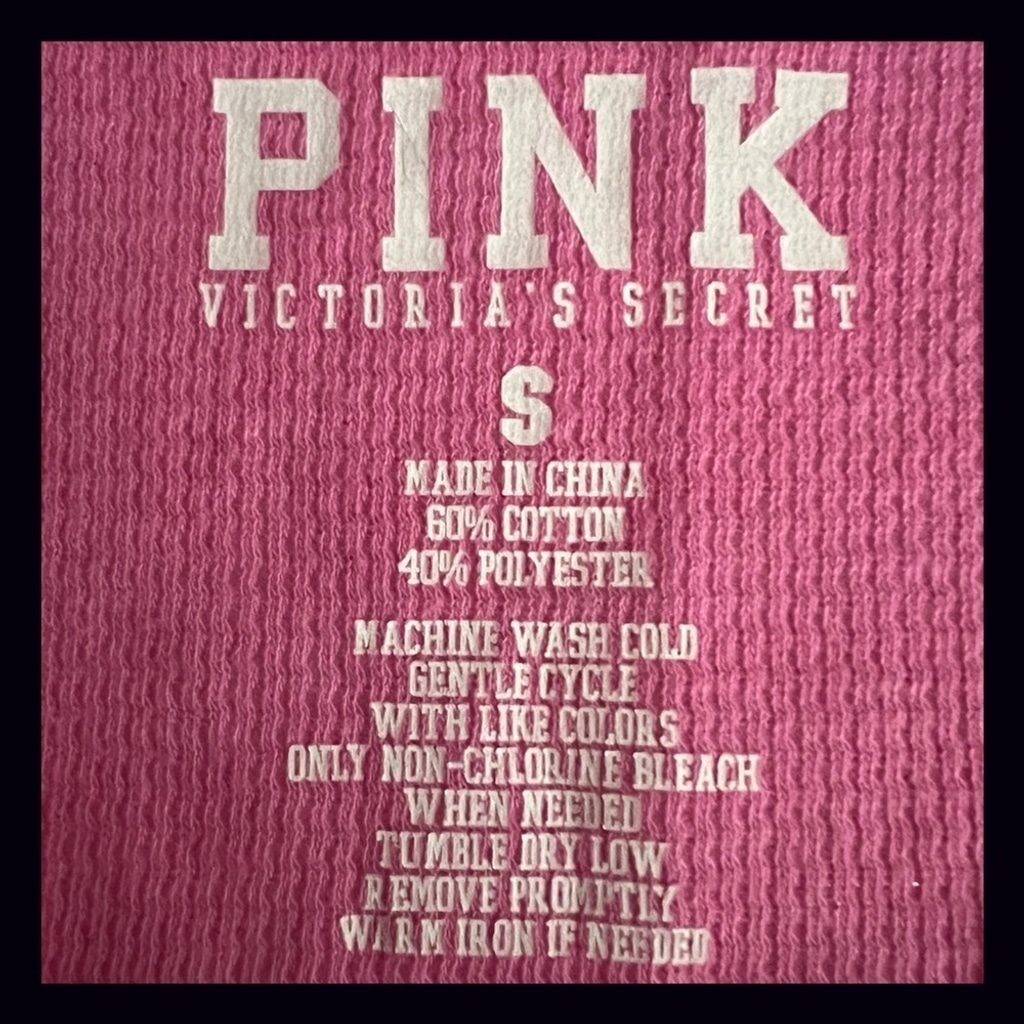 PINK
VICTORIA'S SECRET
S
MADE IN CHINA
60% COTTON
40% POLYESTER
MACHINE WASH COLD
GENTLE CYCLE
WITH LIKE COLORS
ONLY NON-CHLORINE BLEACH
WHEN NEEDED
TUMBLE DRY LOW
REMOVE PROMPTLY
WARM IRON IF NEEDED